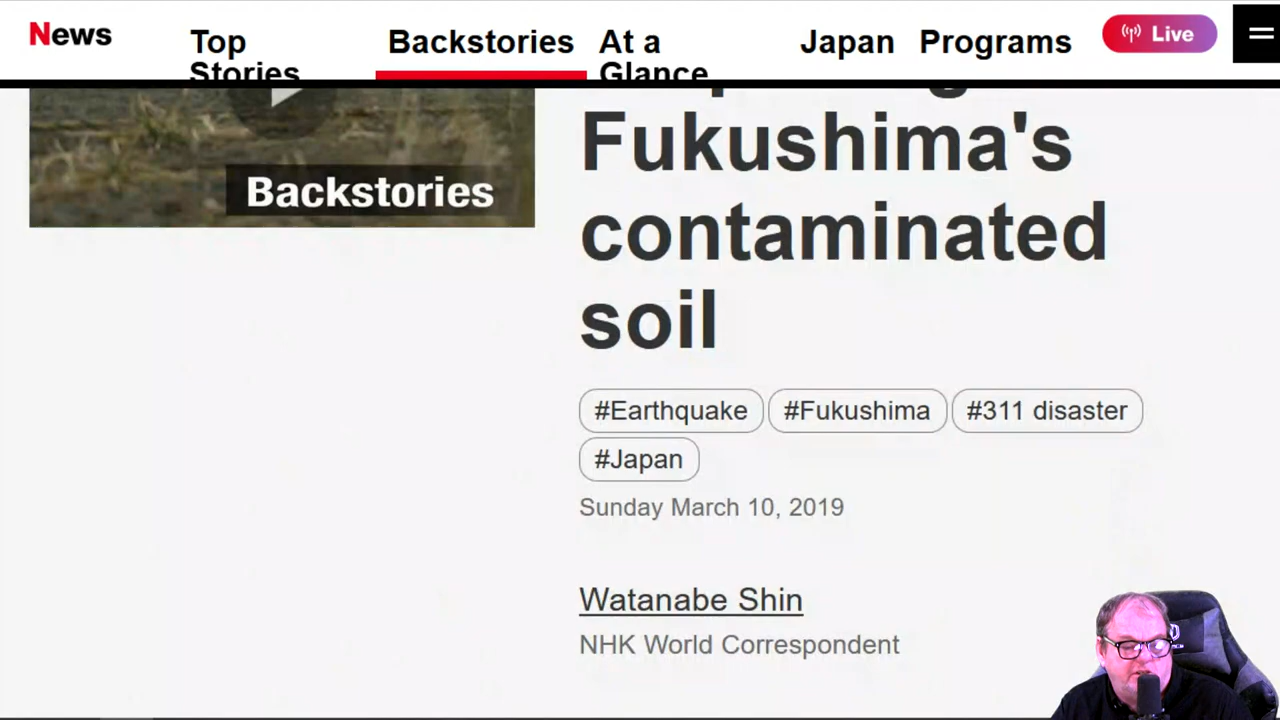 News
Top
Stories
Backstories
At a
Glance
Japan
Programs
Live
Backstories
Fukushima's
contaminated
soil
#Earthquake
#Fukushima
#311 disaster
#Japan
Sunday March 10, 2019
Watanabe Shin
NHK World Correspondent